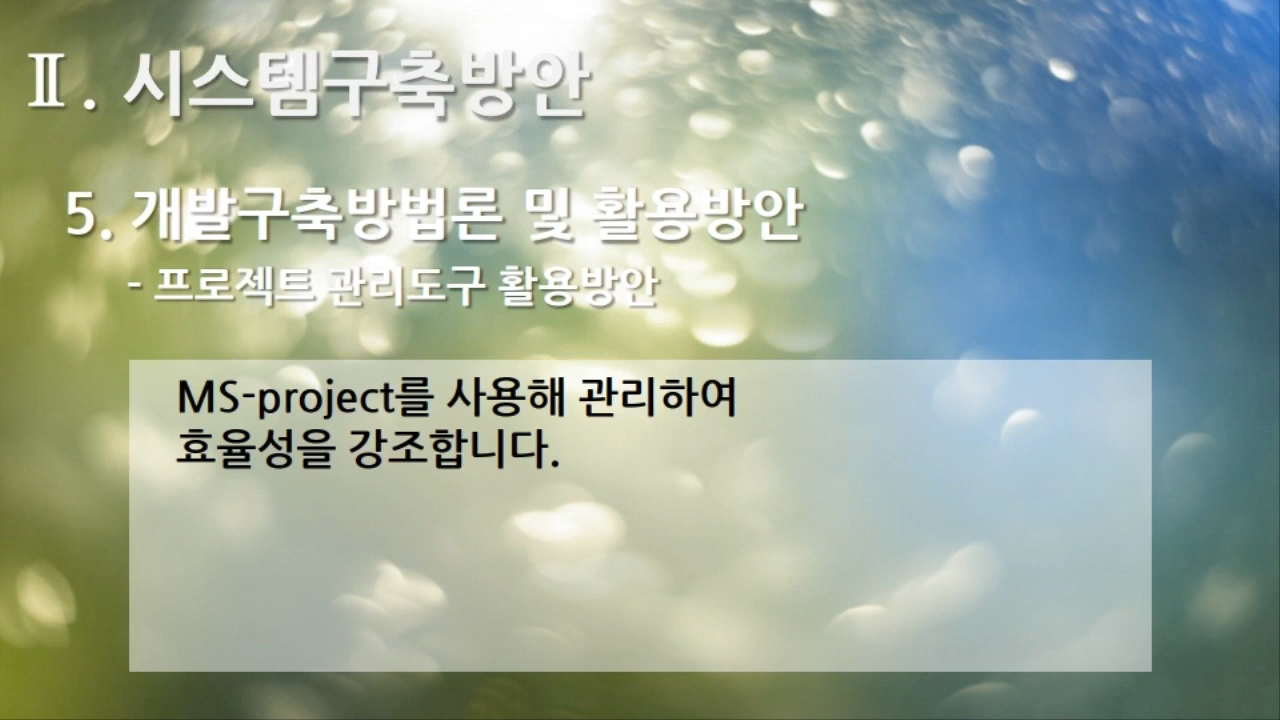 Ⅱ. 시스템구축방안
5. 개발구축방법론 및 활용방안
- 프로젝트 관리도구 활용방안
MS-project를 사용해 관리하여
효율성을 강조합니다.